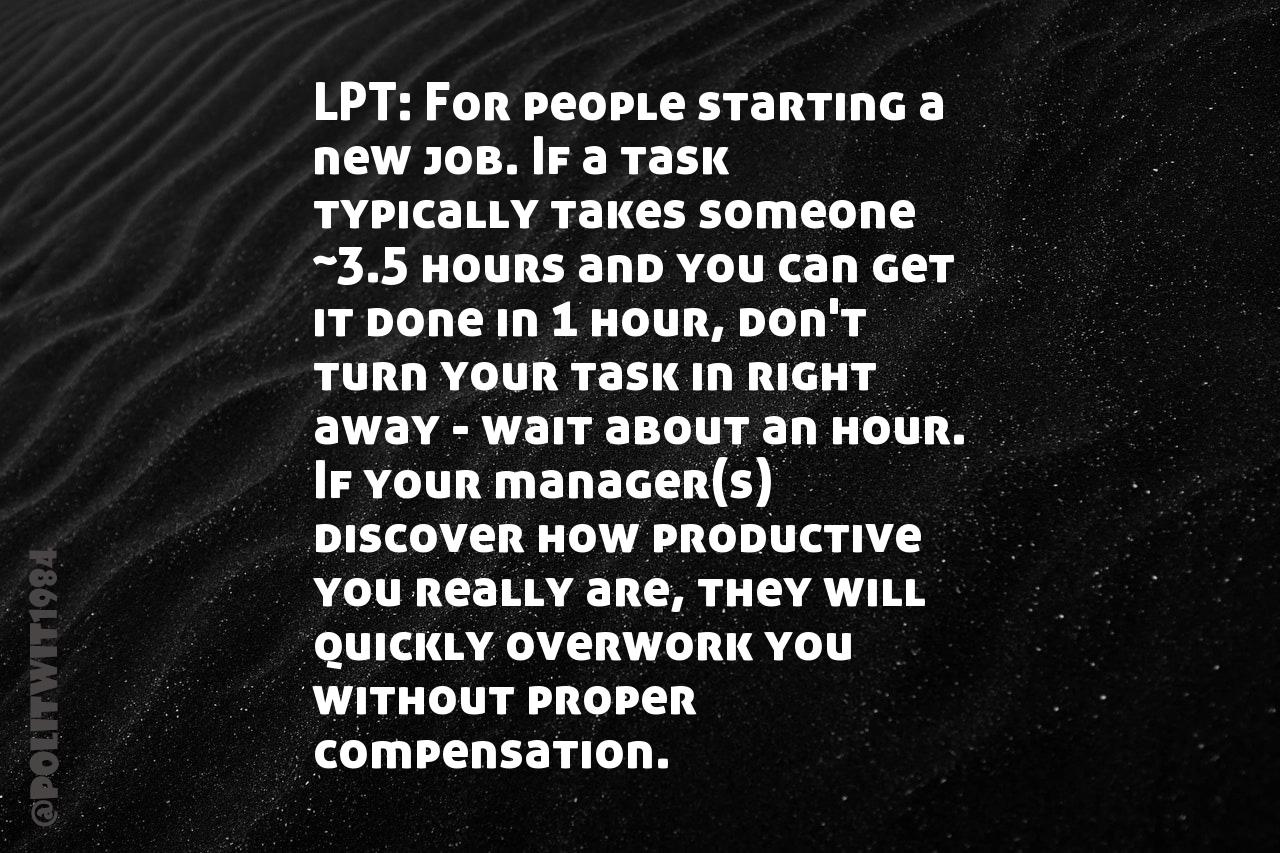 LPT: For people starting a
new job. If a task
typically takes someone
~3.5 hours and you can get
it done in 1 hour, don't
turn your task in right
away - wait about an hour.
If your manager(s)
discover how productive
you really are, they will
quickly overwork you
without proper
compensation.
@POLITWIT1984